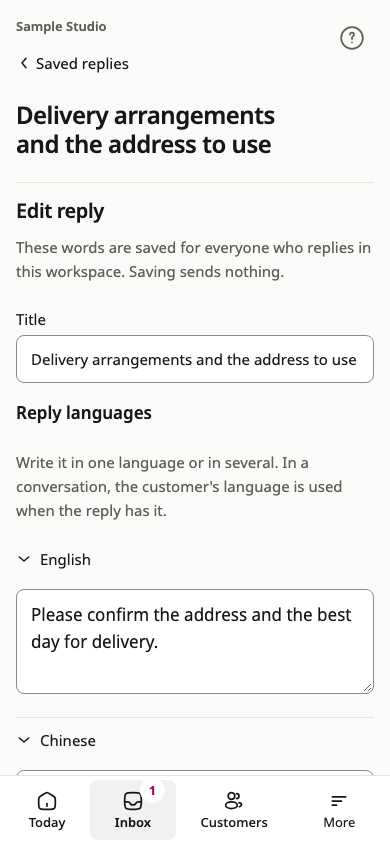 Sample Studio
Saved replies
Delivery arrangements
and the address to use
Edit reply
These words are saved for everyone who replies in
this workspace. Saving sends nothing.
Title
Delivery arrangements and the address to use
Reply languages
Write it in one language or in several. In a
conversation, the customer's language is used
when the reply has it.
English
Please confirm the address and the best
day for delivery.
Chinese
1
Today
Inbox
Customers
More